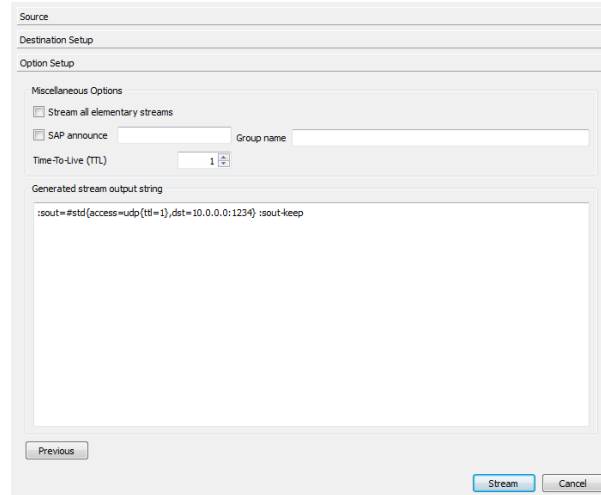 Source
Destination Setup
Option Setup
Miscellaneous Options
Stream all elementary streams
SAP announce Group name
Time-To-Live (TTL) 1
Generated stream output string
:sout=#std{access=udp{ttl=1},dst=10.0.0.0:1234} :sout-keep
Previous
Stream Cancel